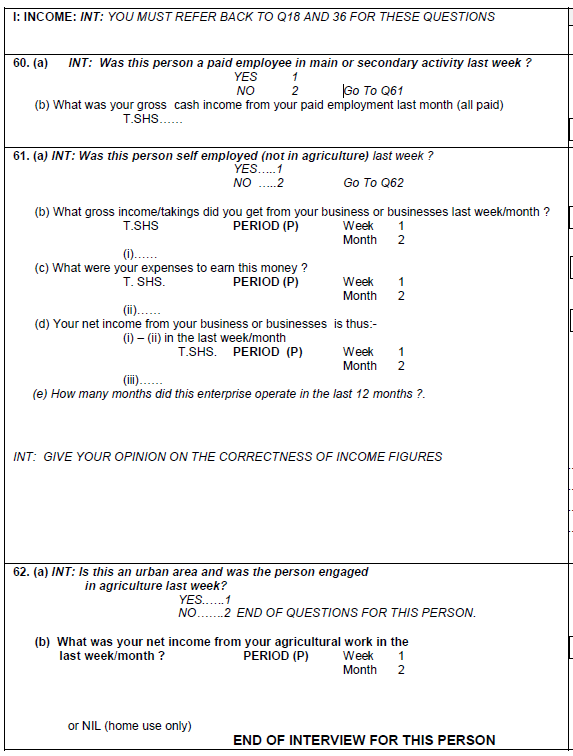 I: INCOME: INT: YOU MUST REFER BACK TO Q18 AND 36 FOR THESE QUESTIONS
60. (a) INT: Was this person a paid employee in main or secondary activity last week ?
YES 1
NO 2 Go To Q61
(b) What was your gross cash income from your paid employment last month (all paid)
T.SHS......
61. (a) INT: Was this person self employed (not in agriculture) last week ?
YES.....1
NO .....2 Go To Q62
(b) What gross income/takings did you get from your business or businesses last week/month ?
T.SHS PERIOD (P) Week 1
Month 2
(i)......
(c) What were your expenses to earn this money ?
T. SHS. PERIOD (P) Week 1
Month 2
(ii)......
(d) Your net income from your business or businesses is thus:-
(i) – (ii) in the last week/month
T.SHS. PERIOD (P) Week 1
Month 2
(iii)......
(e) How many months did this enterprise operate in the last 12 months ?.
INT: GIVE YOUR OPINION ON THE CORRECTNESS OF INCOME FIGURES
62. (a) INT: Is this an urban area and was the person engaged
in agriculture last week?
YES......1
NO.......2 END OF QUESTIONS FOR THIS PERSON.
(b) What was your net income from your agricultural work in the
last week/month ? PERIOD (P) Week 1
Month 2
or NIL (home use only)
END OF INTERVIEW FOR THIS PERSON